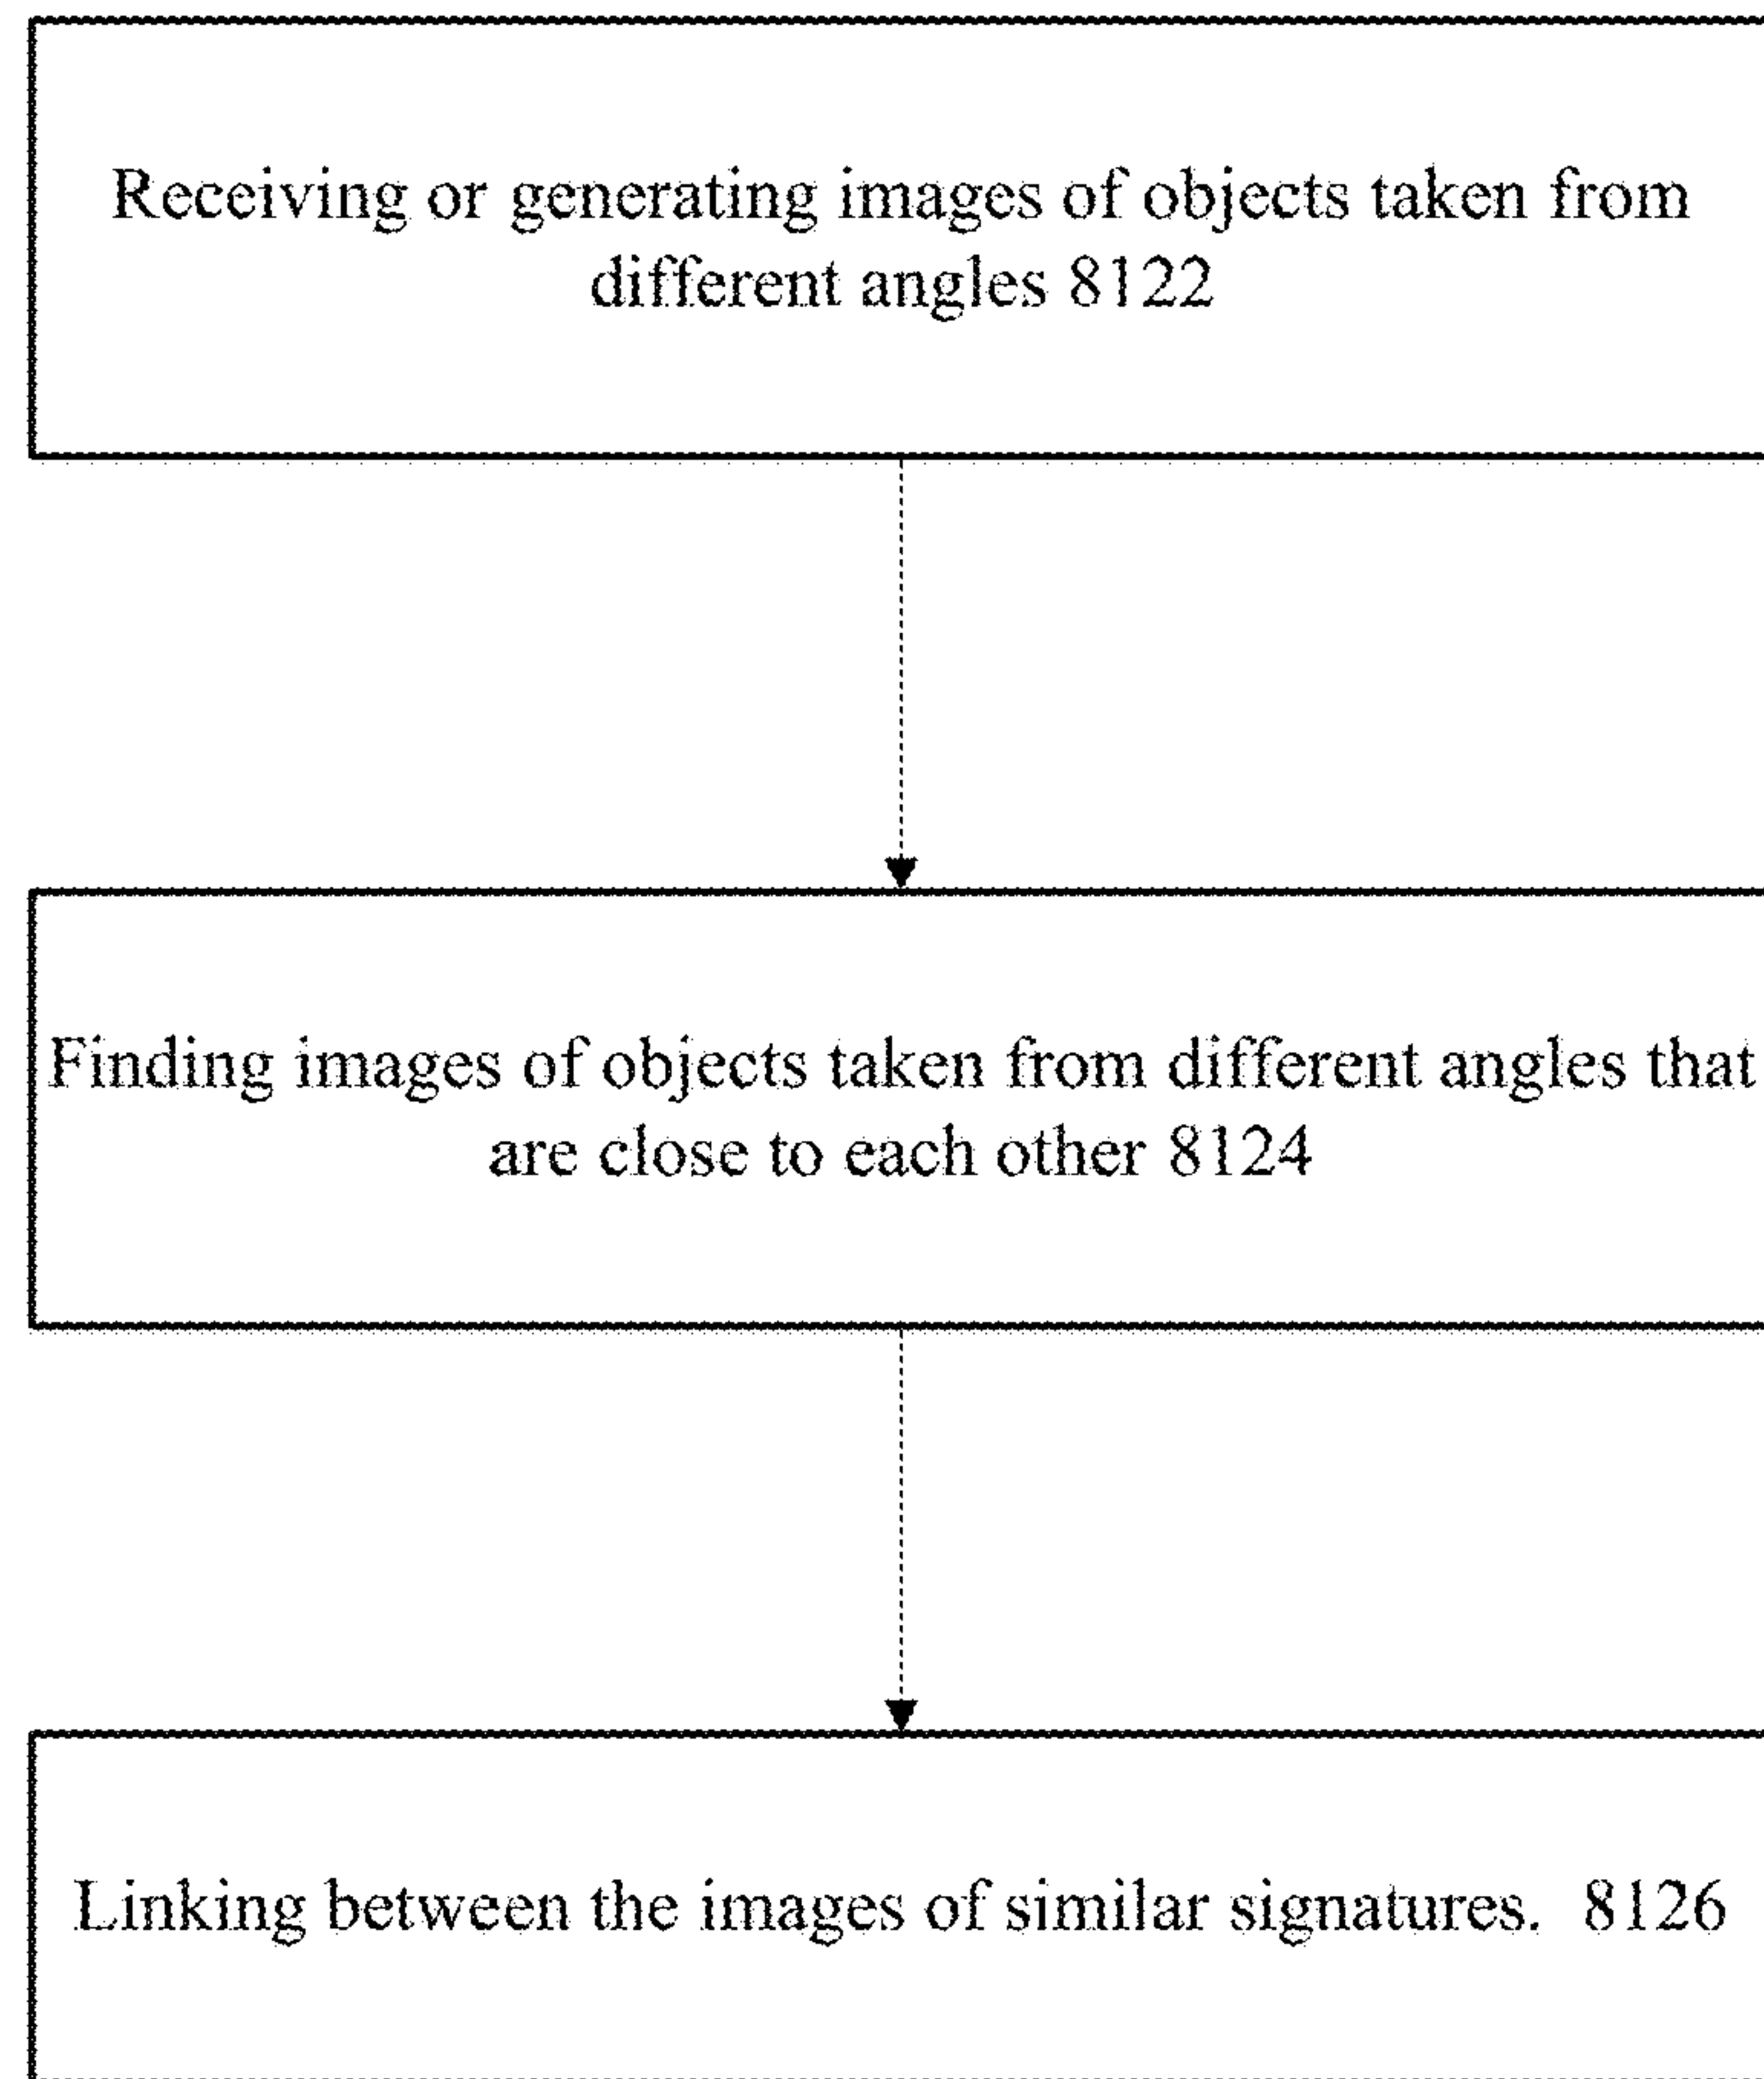 Receiving or generating images of objects taken from
different angles 8122
Finding images of objects taken from different angles that
are close to each other 8124
Linking between the images of similar signatures. 8126